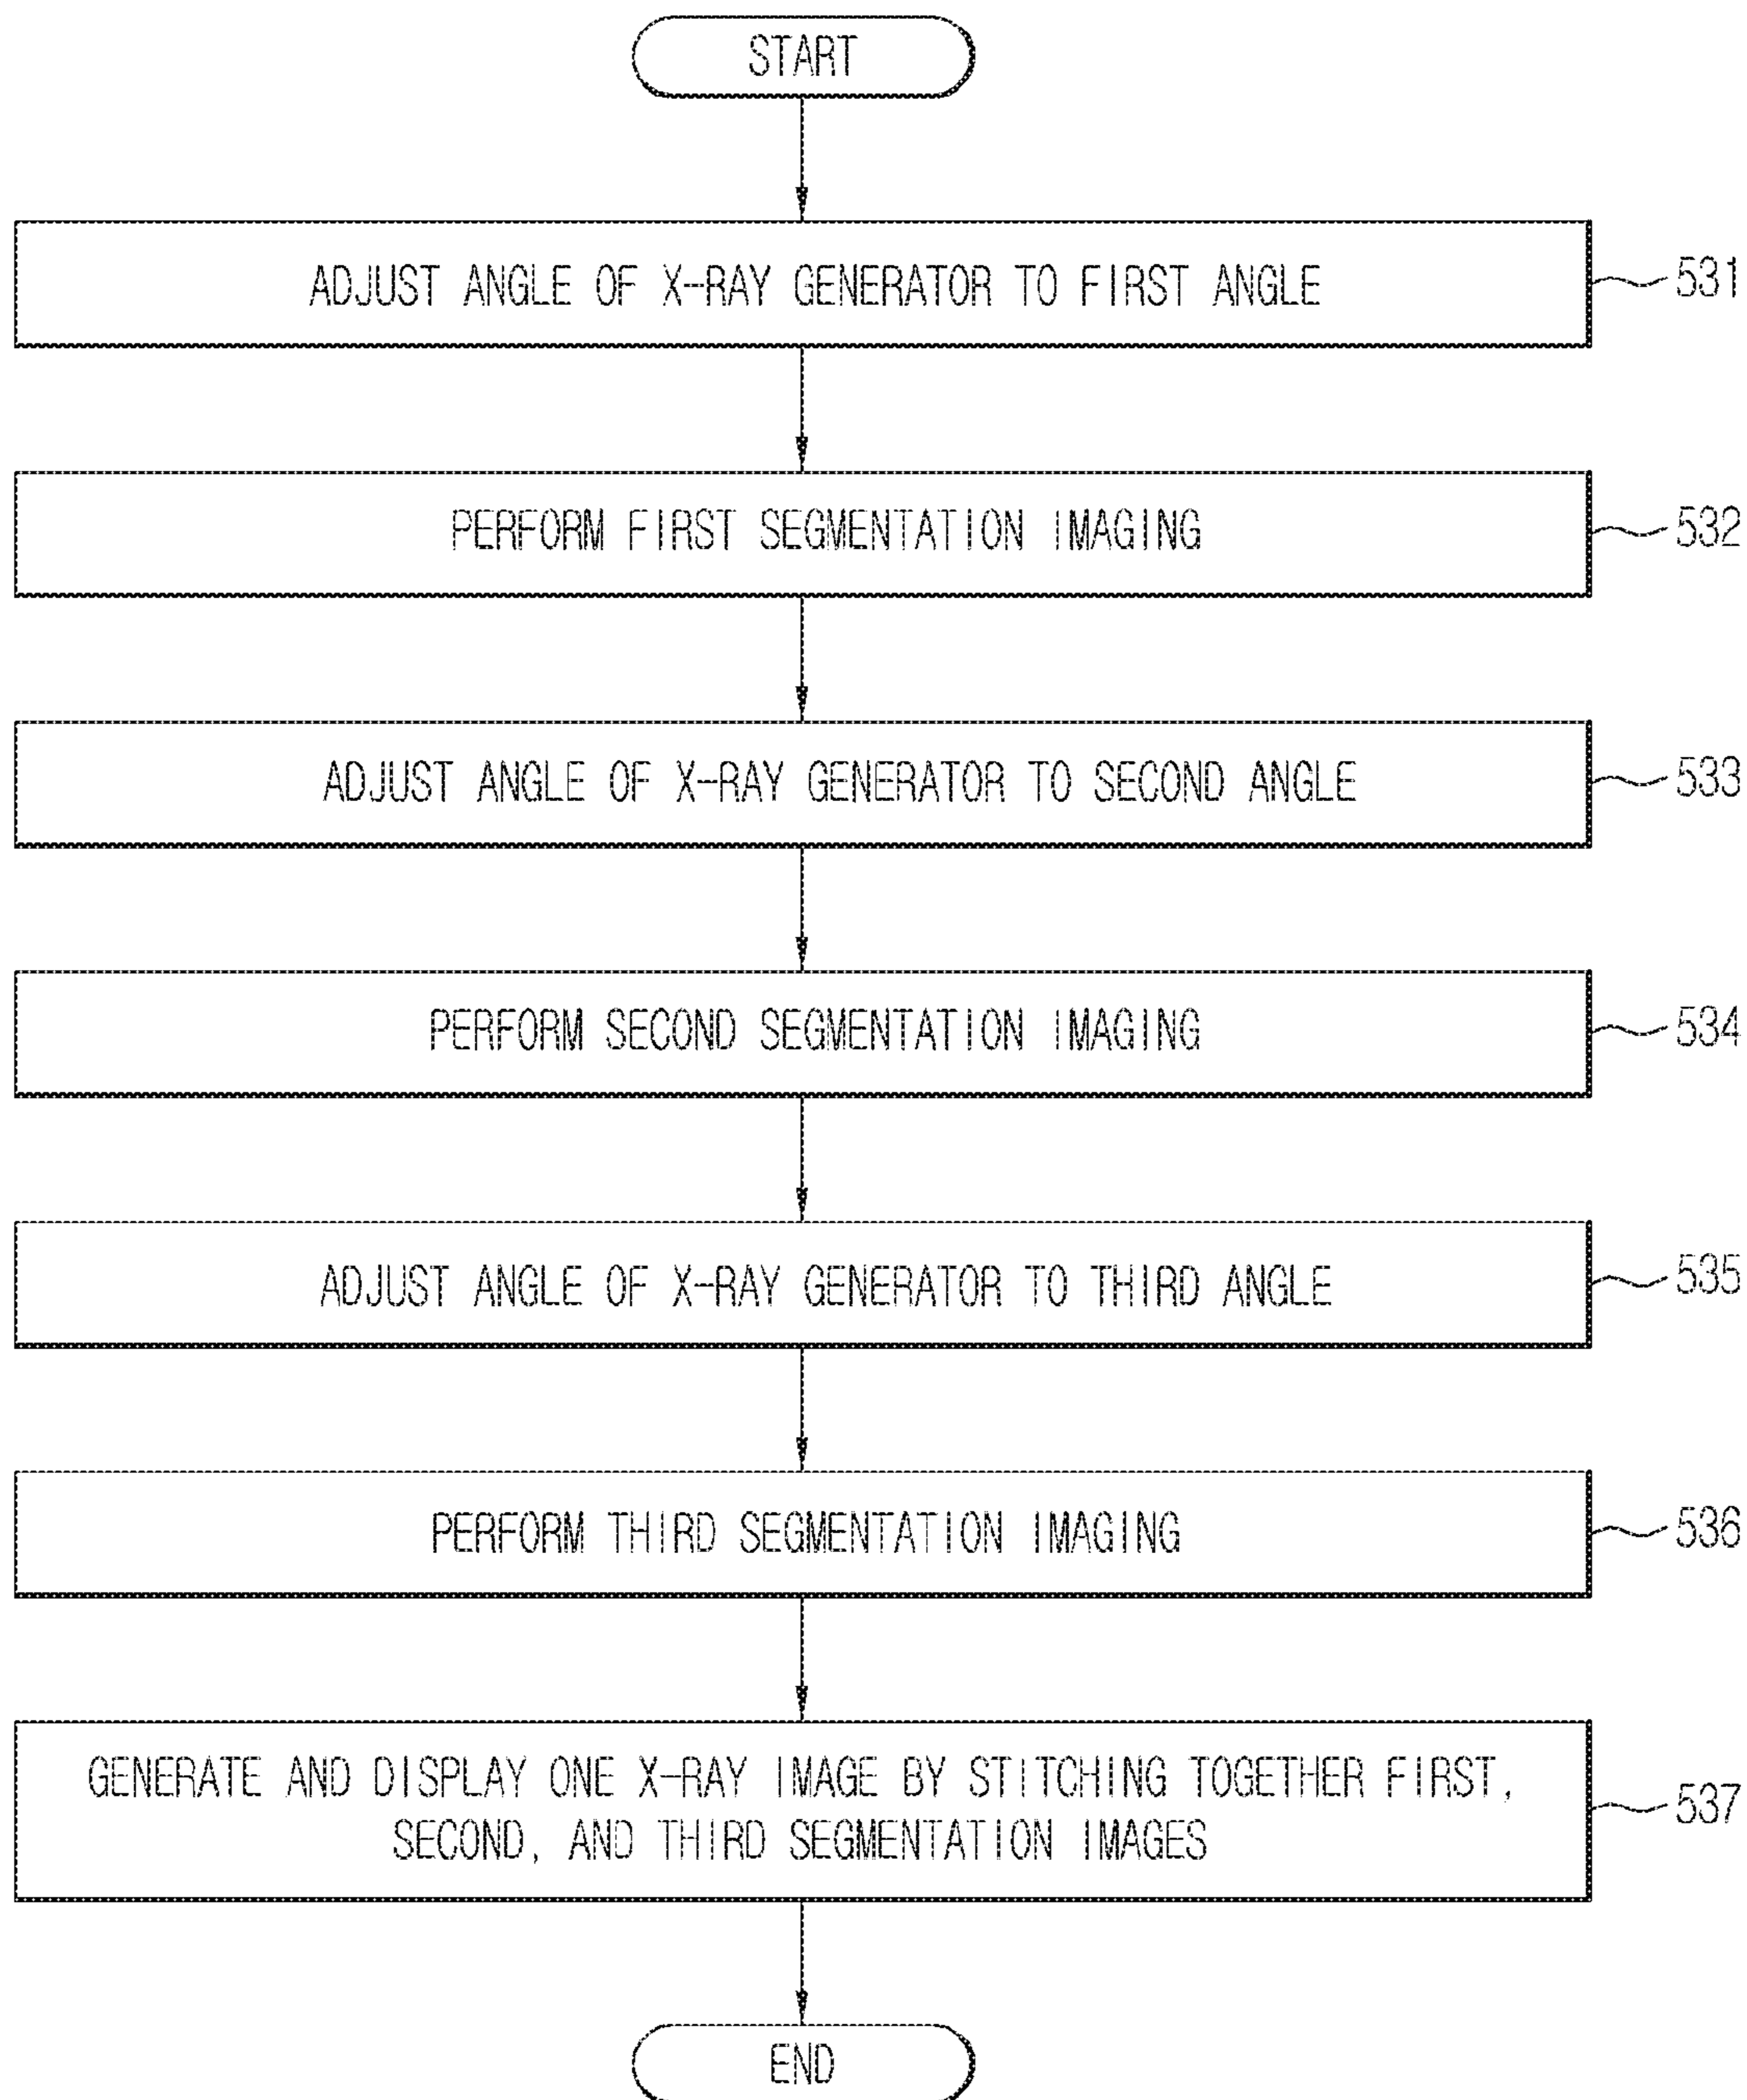 START
ADJUST ANGLE OF X-RAY GENERATOR TO FIRST ANGLE
531
PERFORM FIRST SEGMENTATION IMAGING
532
ADJUST ANGLE OF X-RAY GENERATOR TO SECOND ANGLE
533
PERFORM SECOND SEGMENTATION IMAGING
534
ADJUST ANGLE OF X-RAY GENERATOR TO THIRD ANGLE
535
PERFORM THIRD SEGMENTATION IMAGING
536
GENERATE AND DISPLAY ONE X-RAY IMAGE BY STITCHING TOGETHER FIRST,
SECOND, AND THIRD SEGMENTATION IMAGES
537
END